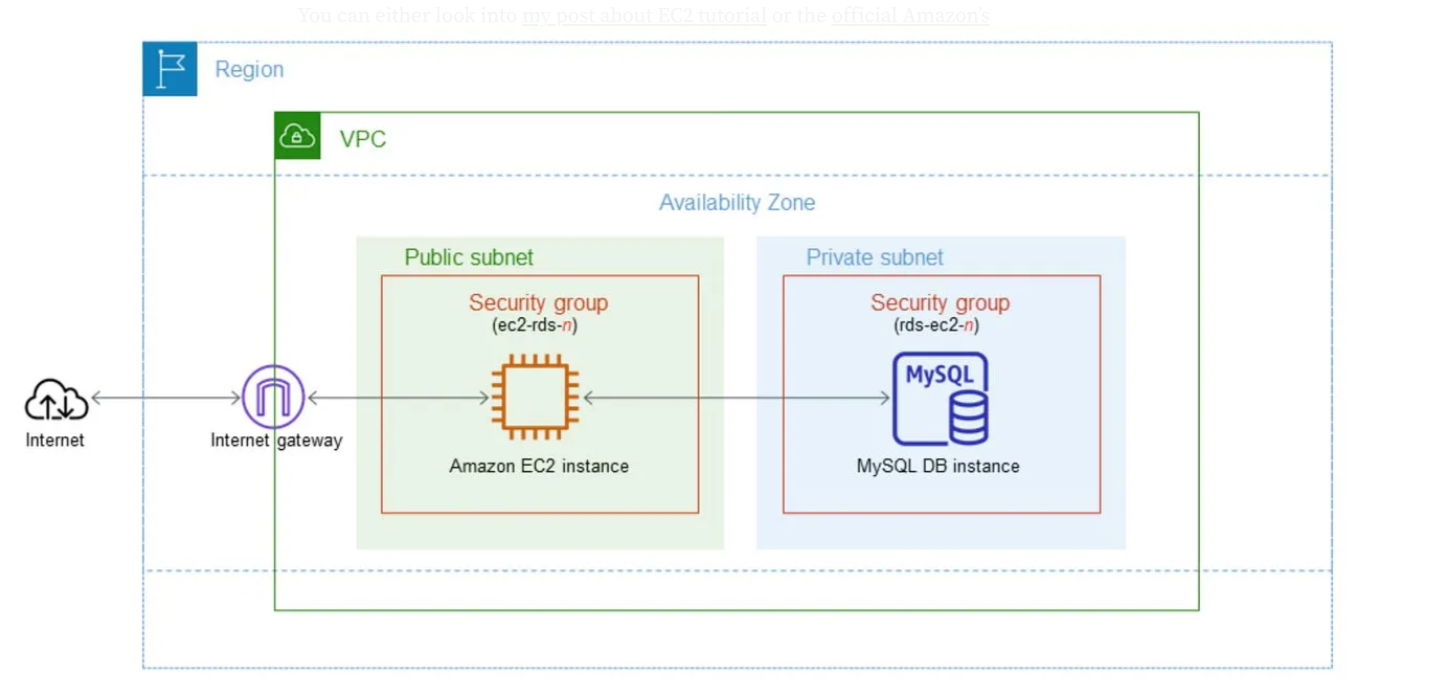 You can either look into my post about EC2 tutorial or the official Amazon's
Region
VPC
Availability Zone
Public subnet
Private subnet
Security group
(ec2-rds-n)
Security group
(rds-ec2-n)
MySQL
Internet
Internet gateway
Amazon EC2 instance
MySQL DB instance